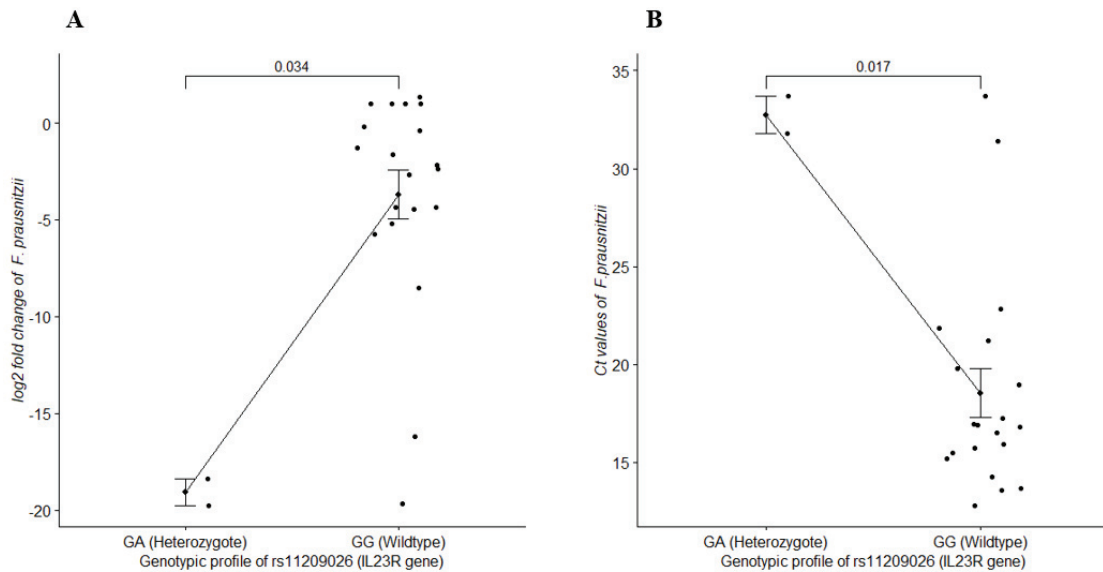 A
0.034
0
-5
-10
-15
-20
log2 fold change of F. prausnitzii
GA (Heterozygote) GG (Wildtype)
Genotypic profile of rs11209026 (IL23R gene)
B
0.017
35
30
25
20
15
Ct values of F.prausnitzii
GA (Heterozygote) GG (Wildtype)
Genotypic profile of rs11209026 (IL23R gene)